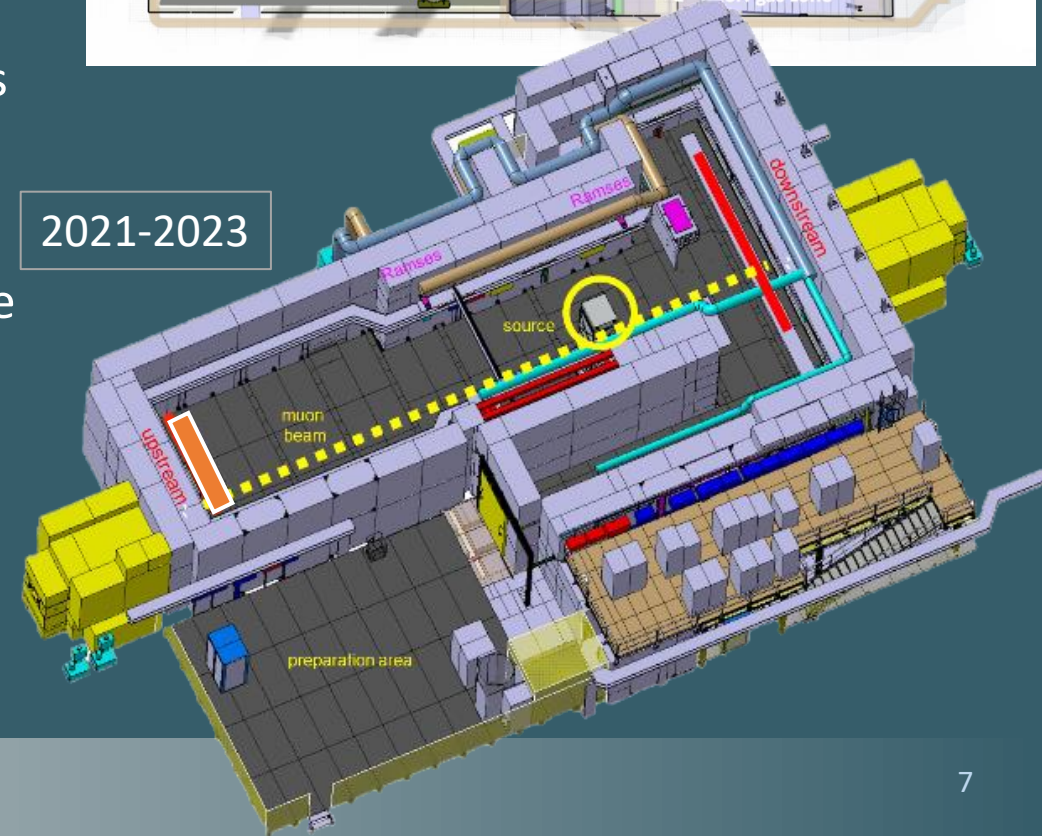 s
2021-2023
e
Ramses
Ramses
downstream
source
muon
beam
upstream
preparation area
7